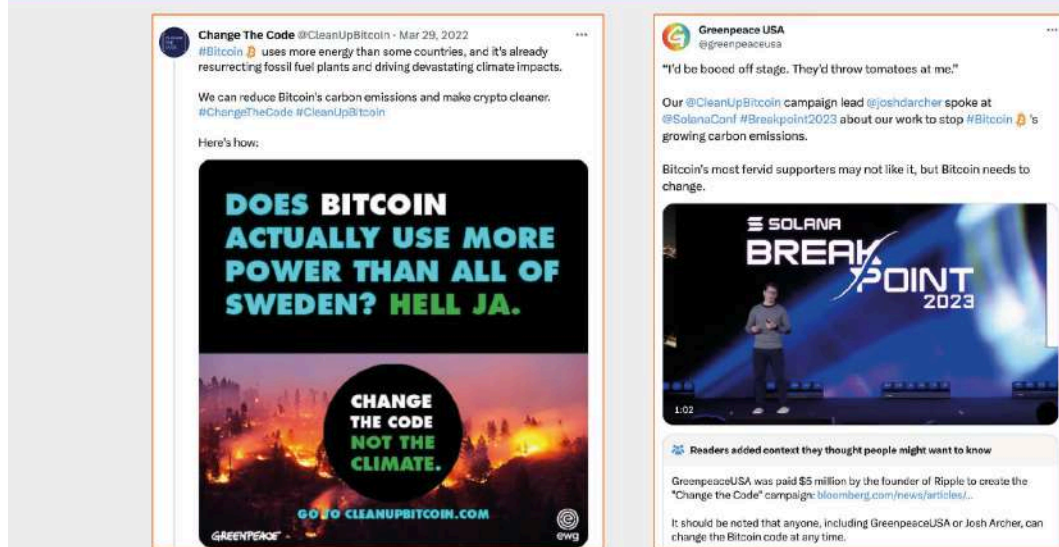 Change The Code @CleanUpBitcoin · Mar 29, 2022
#Bitcoin uses more energy than some countries, and it's already
resurrecting fossil fuel plants and driving devastating climate impacts.
We can reduce Bitcoin's carbon emissions and make crypto cleaner.
#ChangeTheCode #CleanUpBitcoin
Here's how:
DOES BITCOIN
ACTUALLY USE MORE
POWER THAN ALL OF
SWEDEN? HELL JA.
CHANGE
THE CODE
NOT THE
CLIMATE.
GO TO CLEANUPBITCOIN.COM
GREENPEACE
ewg
Greenpeace USA
@greenpeaceusa
"I'd be booed off stage. They'd throw tomatoes at me."
Our @CleanUpBitcoin campaign lead @joshdarcher spoke at
@SolanaConf #Breakpoint2023 about our work to stop #Bitcoin 's
growing carbon emissions.
Bitcoin's most fervid supporters may not like it, but Bitcoin needs to
change.
SOLANA
BREAK
POINT
2023
1:02
Readers added context they thought people might want to know
GreenpeaceUSA was paid $5 million by the founder of Ripple to create the
"Change the Code" campaign: bloomberg.com/news/articles/...
It should be noted that anyone, including GreenpeaceUSA or Josh Archer, can
change the Bitcoin code at any time.